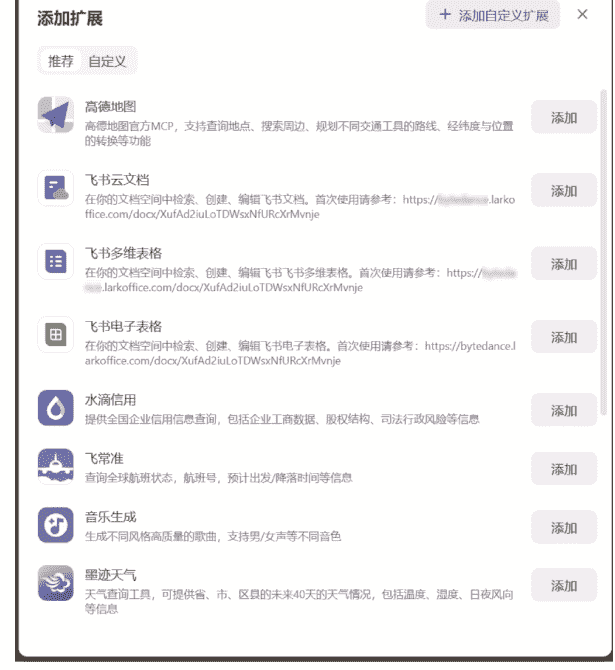 添加扩展
+ 添加自定义扩展
推荐 自定义
高德地图
高德地图官方MCP，支持查询地点、搜索周边、规划不同交通工具的路线、经纬度与位置
的转换等功能
添加
飞书云文档
在你的文档空间中检索、创建、编辑飞书文档。首次使用请参考：https://.larko
ffice.com/docx/XufAd2iuLoTDWsxNfURcXrMvnje
添加
飞书多维表格
在你的文档空间中检索、创建、编辑飞书飞书多维表格。首次使用请参考：https://
.larkoffice.com/docx/XufAd2iuLoTDWsxNfURcXrMvnje
添加
飞书电子表格
在你的文档空间中检索、创建、编辑飞书电子表格。首次使用请参考：https://bytedance.l
arkoffice.com/docx/XufAd2iuLoTDWsxNfURcXrMvnje
添加
水滴信用
提供全国企业信用信息查询，包括企业工商数据、股权结构、司法行政风险等信息
添加
飞常准
查询全球航班状态，航班号，预计出发/降落时间等信息
添加
音乐生成
生成不同风格高质量的歌曲，支持男/女声等不同音色
添加
墨迹天气
天气查询工具，可提供省、市、区县的未来40天的天气情况，包括温度、湿度、日夜风向
等信息
添加